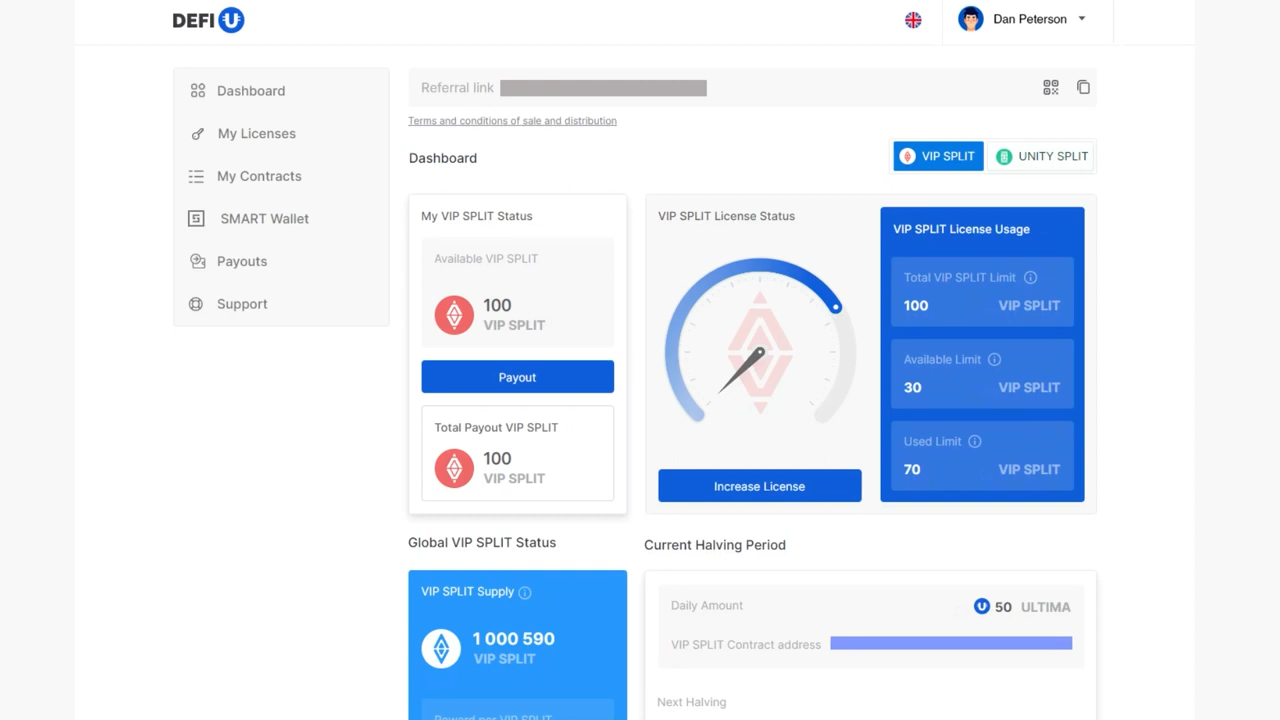 DEFI U
Dan Peterson
Dashboard
My Licenses
My Contracts
SMART Wallet
Payouts
Support
Referral link
Terms and conditions of sale and distribution
Dashboard
VIP SPLIT
UNITY SPLIT
My VIP SPLIT Status
Available VIP SPLIT
100
VIP SPLIT
Payout
Total Payout VIP SPLIT
100
VIP SPLIT
VIP SPLIT License Status
Increase License
VIP SPLIT License Usage
Total VIP SPLIT Limit
100 VIP SPLIT
Available Limit
30 VIP SPLIT
Used Limit
70 VIP SPLIT
Global VIP SPLIT Status
VIP SPLIT Supply
1 000 590
VIP SPLIT
Reward per VIP SPLIT
Current Halving Period
Daily Amount 50 ULTIMA
VIP SPLIT Contract address
Next Halving